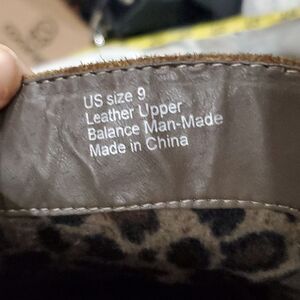 US size 9
Leather Upper
Balance Man-Made
Made in China